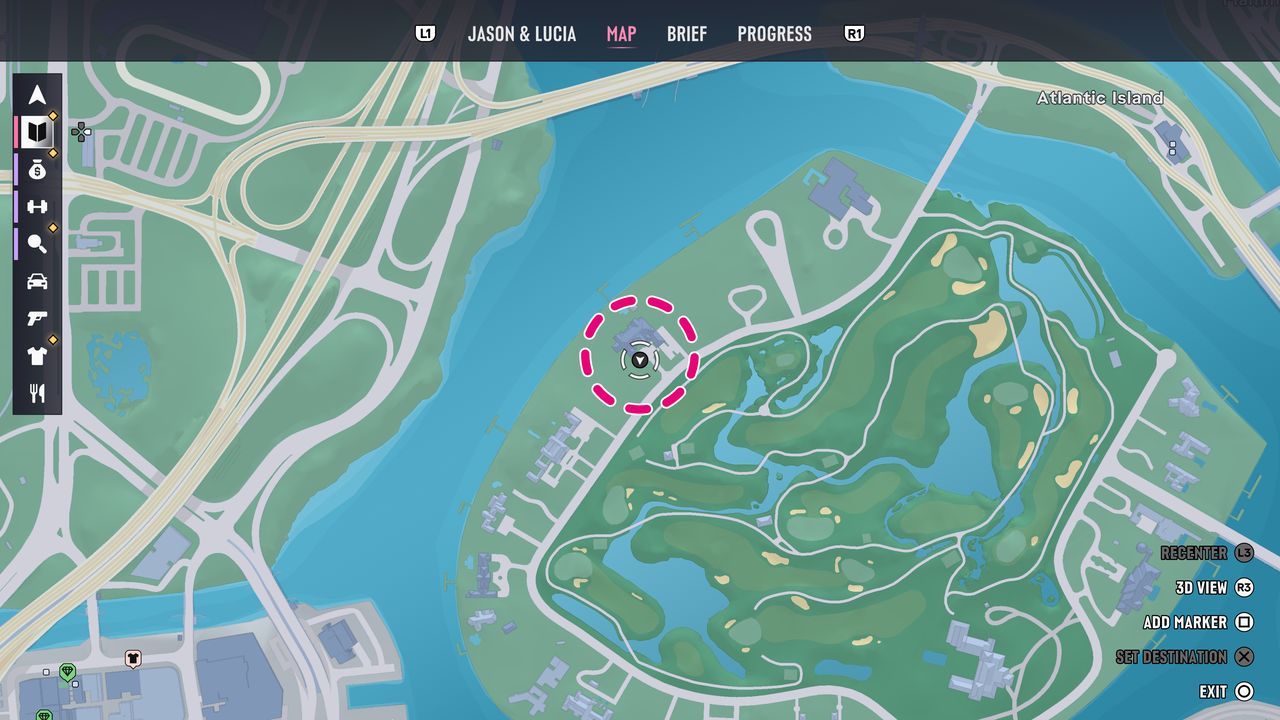 L1
JASON & LUCIA
MAP
BRIEF
PROGRESS
R1
Atlantic Island
$
RECENTER L3
3D VIEW R3
ADD MARKER
SET DESTINATION
EXIT